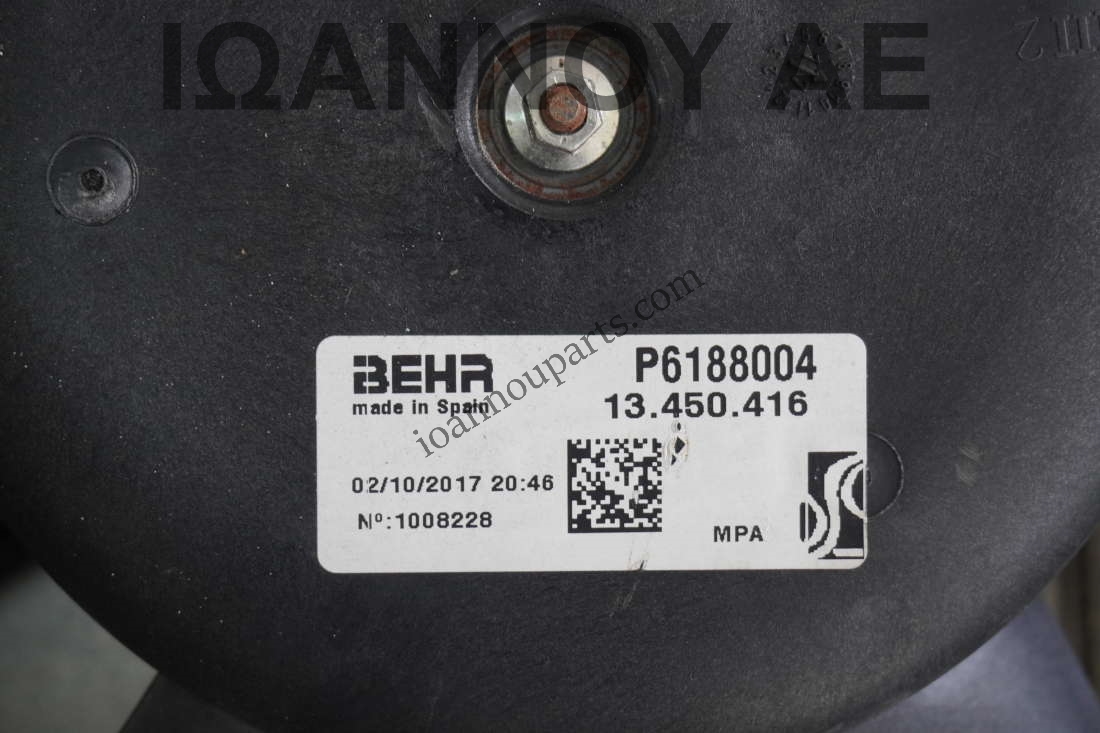 ΙΩΑΝΝΟΥ ΑΕ
BEHR
P6188004
made in Spain
13.450.416
ioannouparts.com
02/10/2017 20:46
Nº:1008228
MPA